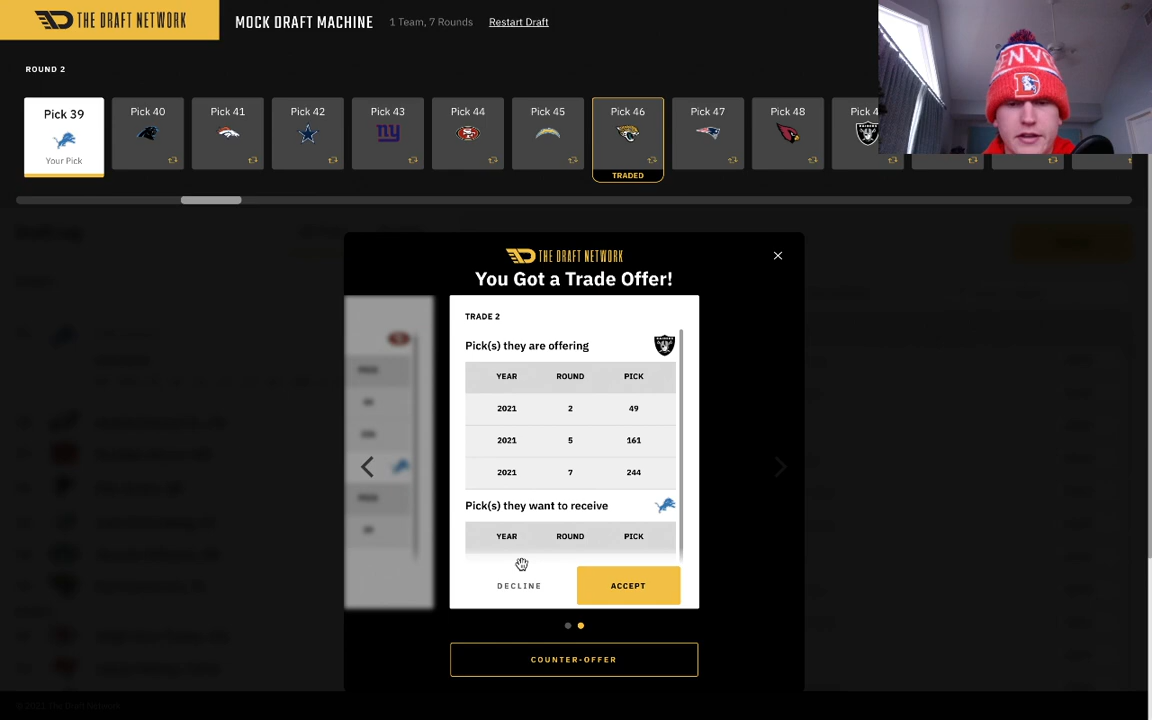 THE DRAFT NETWORK
MOCK DRAFT MACHINE
1 Team, 7 Rounds
Restart Draft
ROUND 2
Pick 39
Your Pick
Pick 40
Pick 41
Pick 42
Pick 43
ny
Pick 44
Pick 45
Pick 46
TRADED
Pick 47
Pick 48
THE DRAFT NETWORK
You Got a Trade Offer!
TRADE 2
Pick(s) they are offering
YEAR ROUND PICK
2021 2 49
2021 5 161
2021 7 244
Pick(s) they want to receive
YEAR ROUND PICK
DECLINE
ACCEPT
COUNTER-OFFER